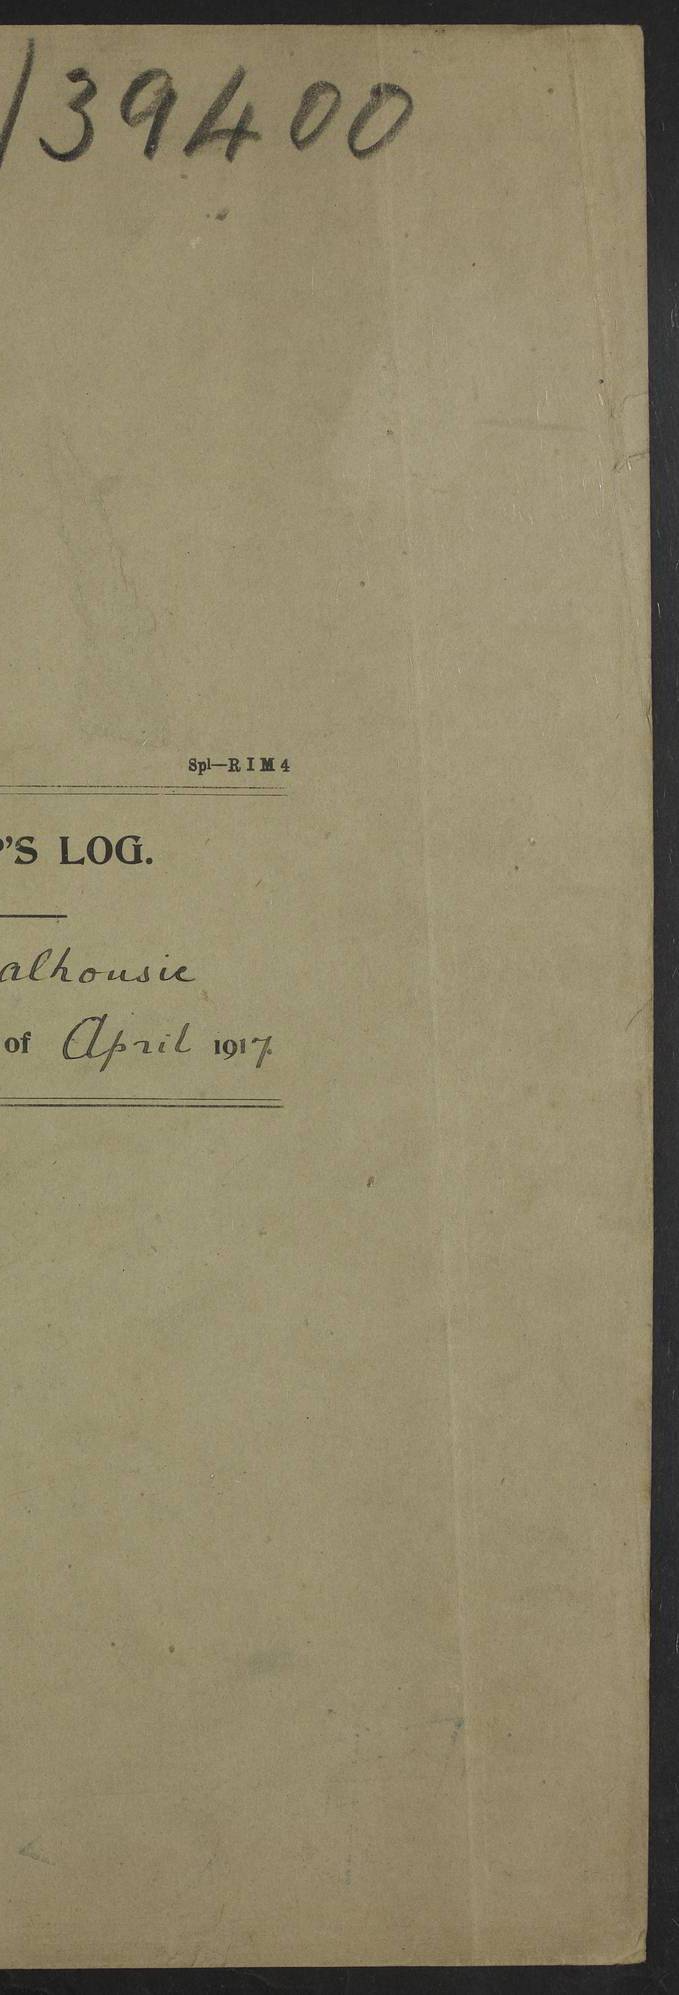 /39400
Spl—R I M 4
'S LOG.
alhousie
of April 1917.